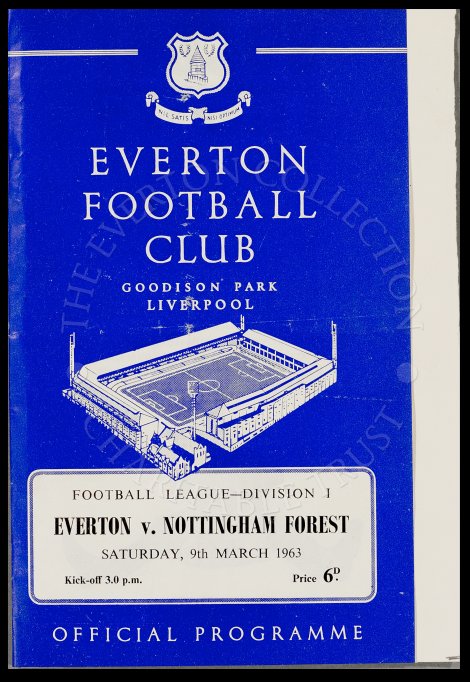 NIL SATIS NISI OPTIMUM
EVERTON
FOOTBALL
CLUB
GOODISON PARK
LIVERPOOL
FOOTBALL LEAGUE—DIVISION I
EVERTON v. NOTTINGHAM FOREST
SATURDAY, 9th MARCH 1963
Kick-off 3.0 p.m. Price 6D.
OFFICIAL PROGRAMME
THE EVERTON COLLECTION
CHARITABLE TRUST